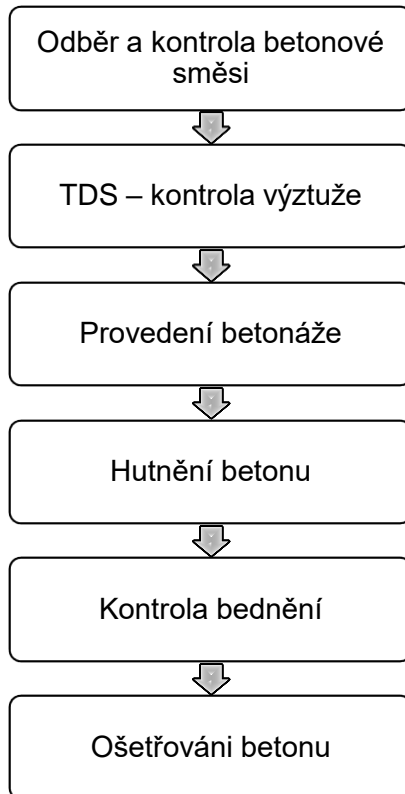 Odběr a kontrola betonové
směsi
TDS – kontrola výztuže
Provedení betonáže
Hutnění betonu
Kontrola bednění
Ošetřováni betonu